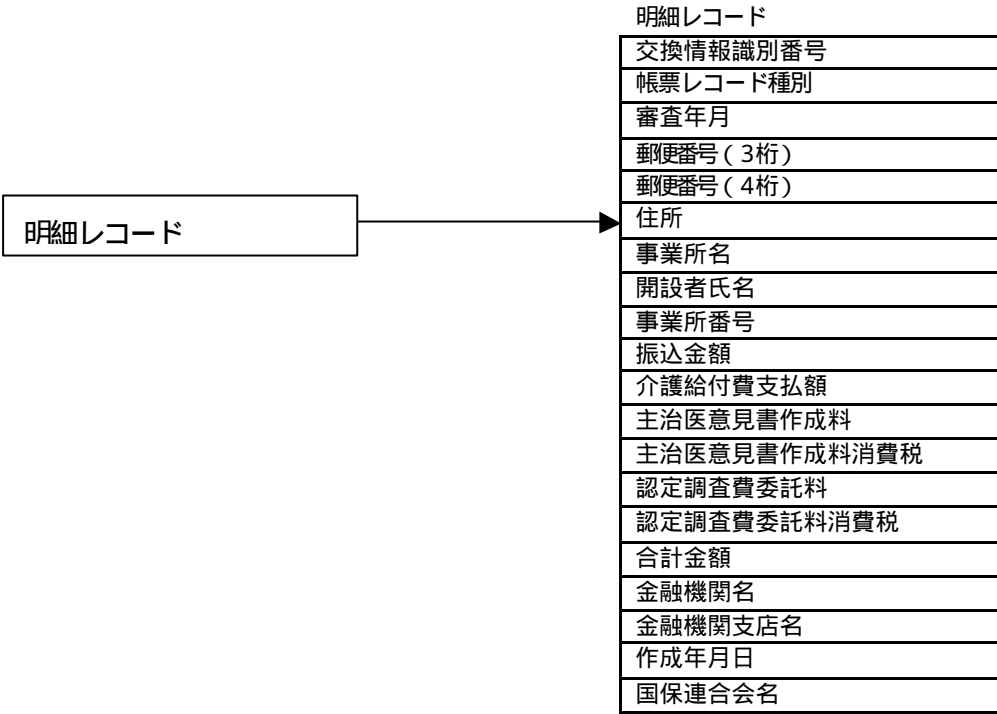 明細レコード
交換情報識別番号
帳票レコード種別
審査年月
郵便番号(3桁)
郵便番号(4桁)
明細レコード
住所
事業所名
開設者氏名
事業所番号
振込金額
介護給付費支払額
主治医意見書作成料
主治医意見書作成料消費税
認定調査費委託料
認定調査費委託料消費税
合計金額
金融機関名
金融機関支店名
作成年月日
国保連合会名